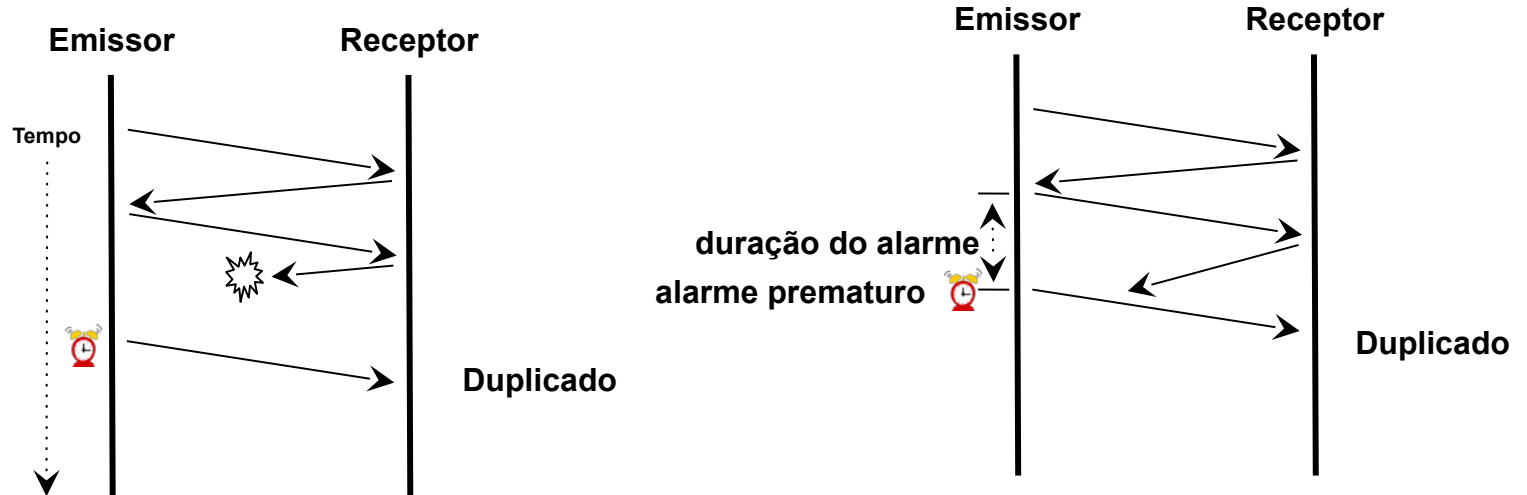 Emissor
Receptor
Tempo
Duplicado
Emissor
Receptor
duração do alarme
alarme prematuro
Duplicado